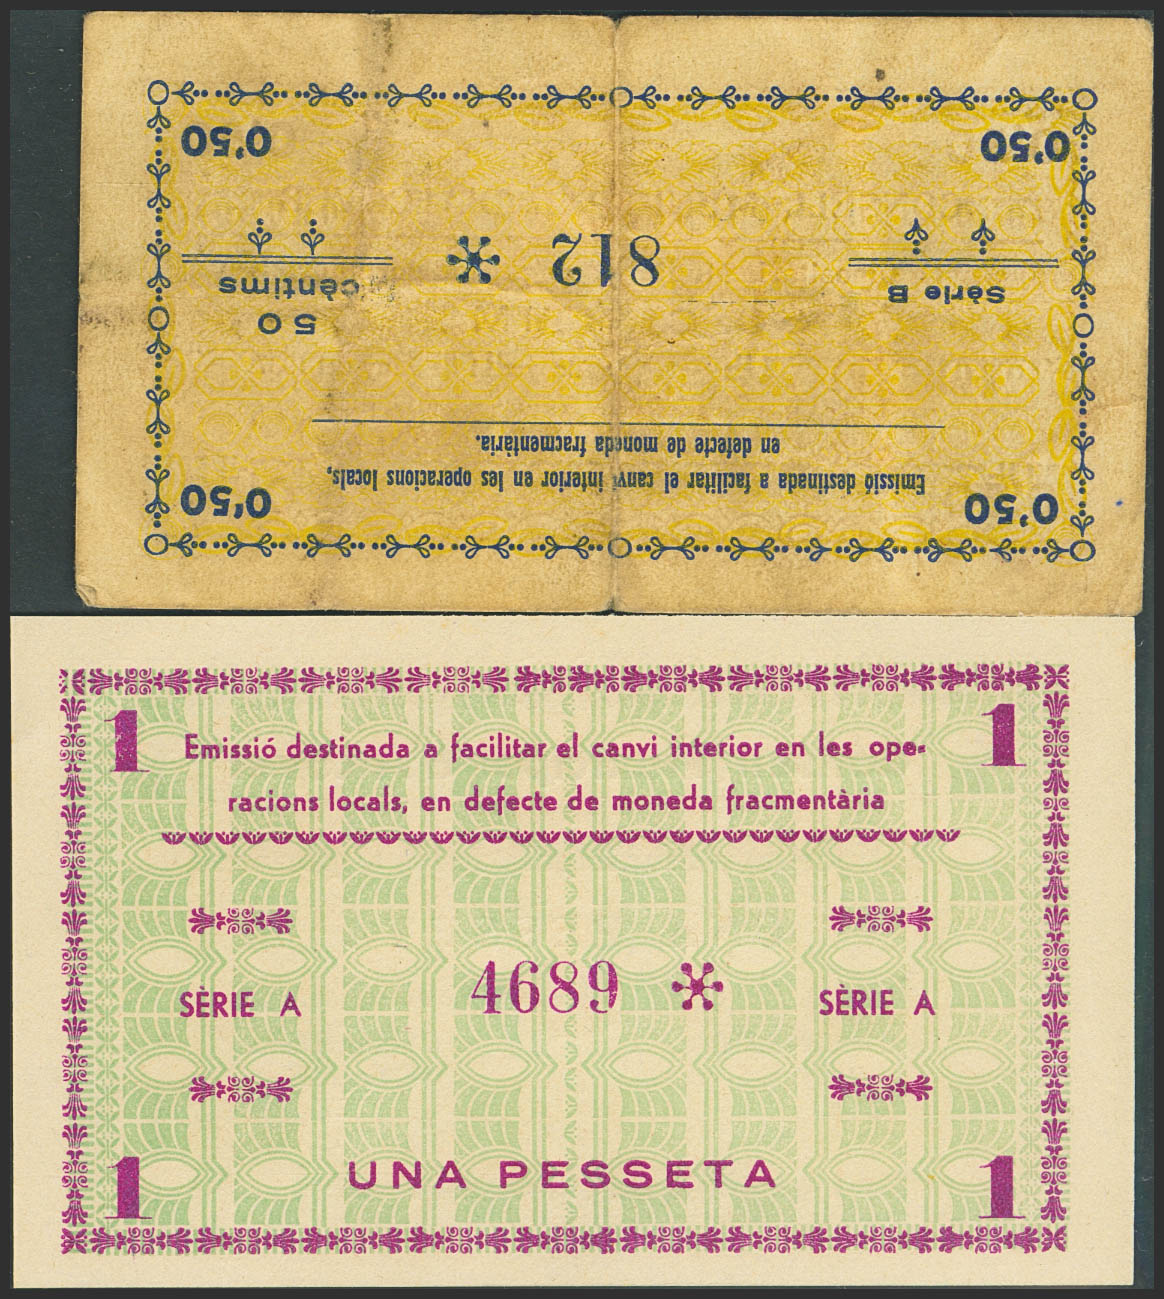 0'50 0'50
Emissió destinada a facilitar el canvi interior en les operacions locals,
en defecte de moneda fracmentària.
Sèrie B
812 *
50
cèntims
0'50 0'50
1 1
Emissió destinada a facilitar el canvi interior en les ope-
racions locals, en defecte de moneda fracmentària
SÈRIE A 4689 * SÈRIE A
1 UNA PESSETA 1